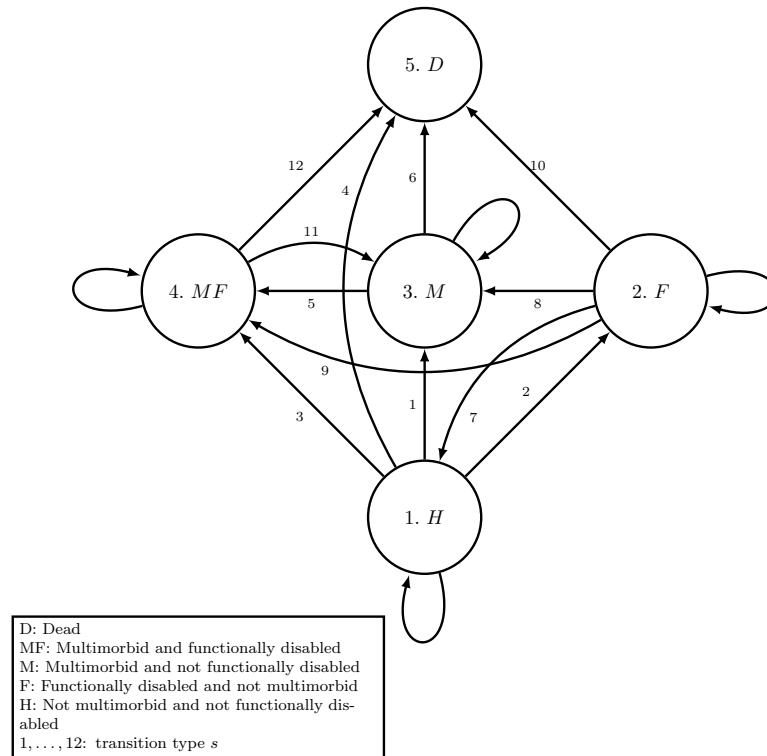 5. D
12
4
6
10
11
4. MF
3. M
2. F
5
8
9
3
1
2
7
1. H
D: Dead
MF: Multimorbid and functionally disabled
M: Multimorbid and not functionally disabled
F: Functionally disabled and not multimorbid
H: Not multimorbid and not functionally dis-
abled
1, . . . , 12: transition type s